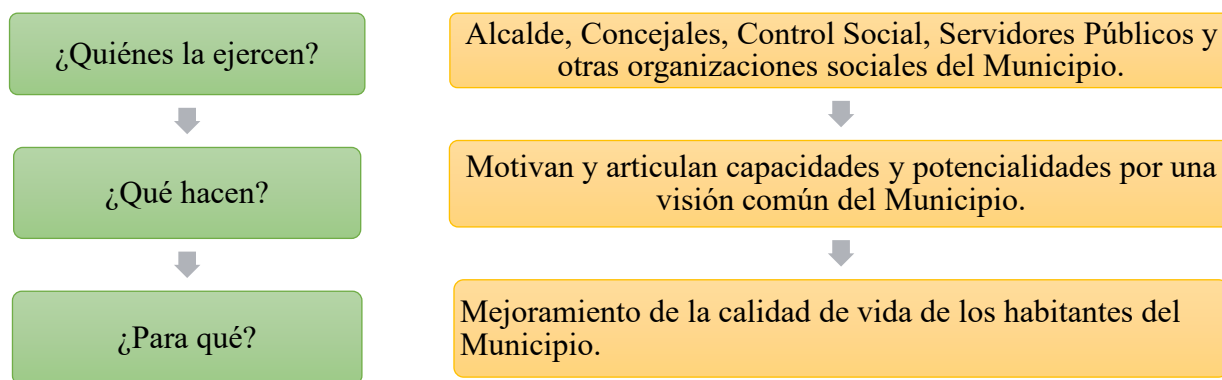 ¿Quiénes la ejercen?
Alcalde, Concejales, Control Social, Servidores Públicos y
otras organizaciones sociales del Municipio.
¿Qué hacen?
Motivan y articulan capacidades y potencialidades por una
visión común del Municipio.
¿Para qué?
Mejoramiento de la calidad de vida de los habitantes del
Municipio.